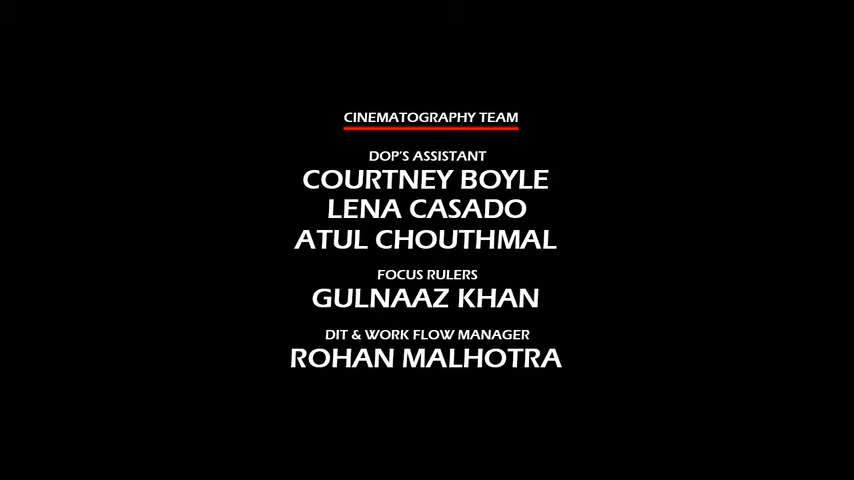 CINEMATOGRAPHY TEAM
DOP'S ASSISTANT
COURTNEY BOYLE
LENA CASADO
ATUL CHOUTHMAL
FOCUS RULERS
GULNAAZ KHAN
DIT & WORK FLOW MANAGER
ROHAN MALHOTRA